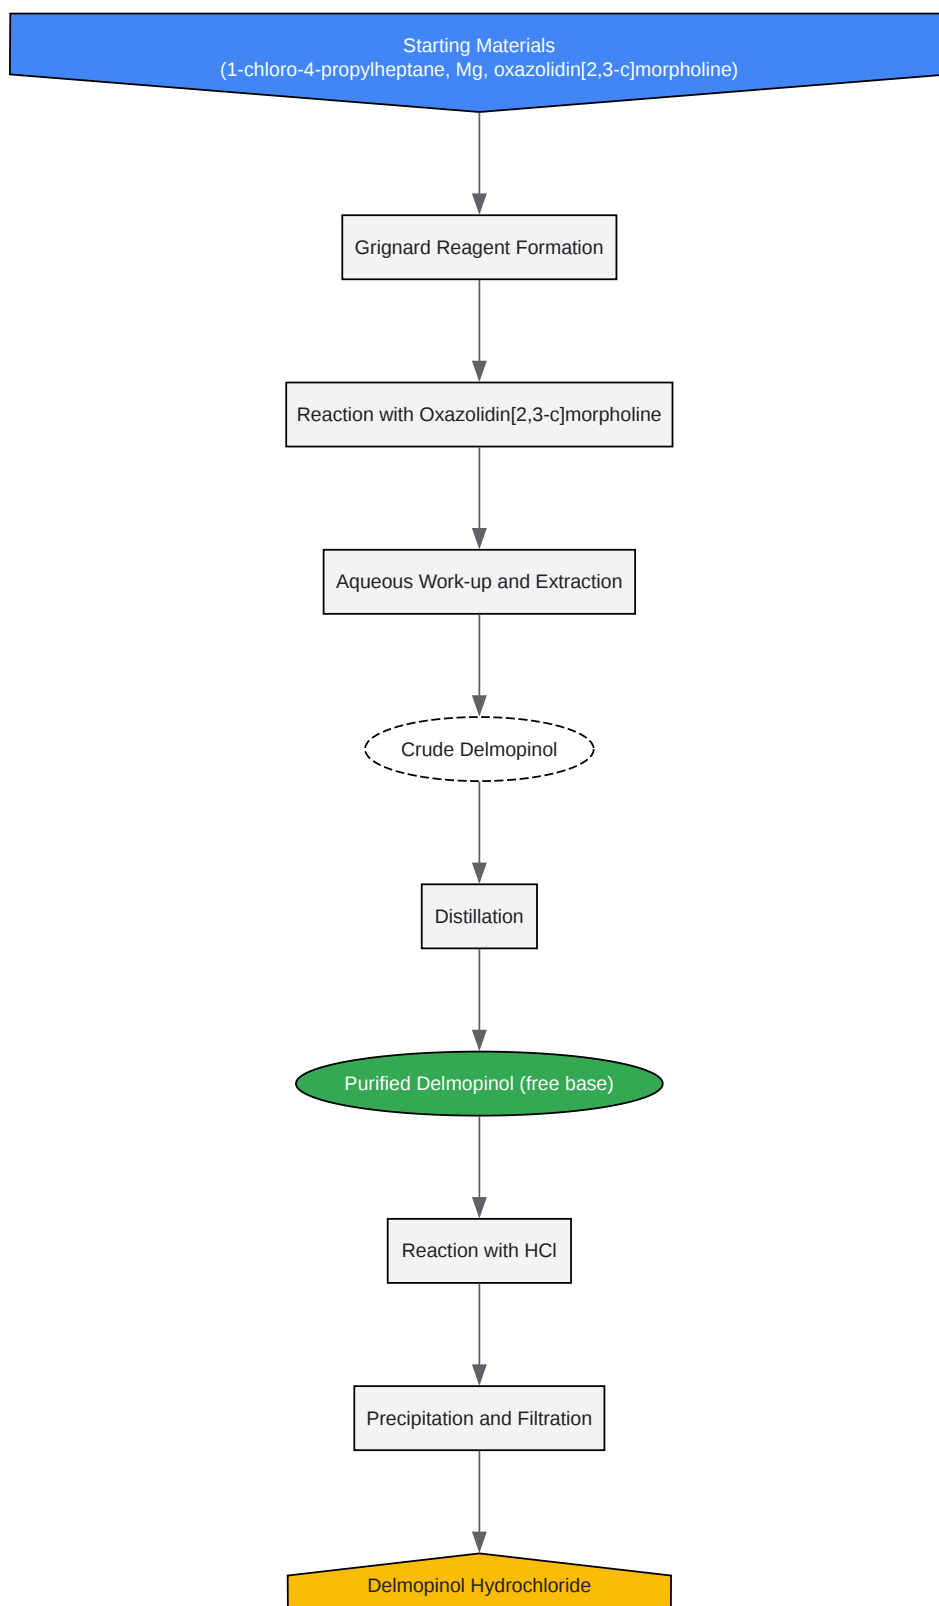 Starting Materials
(1-chloro-4-propylheptane, Mg, oxazolidin[2,3-c]morpholine)
Grignard Reagent Formation
Reaction with Oxazolidin[2,3-c]morpholine
Aqueous Work-up and Extraction
Crude Delmopinol
Distillation
Purified Delmopinol (free base)
Reaction with HCl
Precipitation and Filtration
Delmopinol Hydrochloride